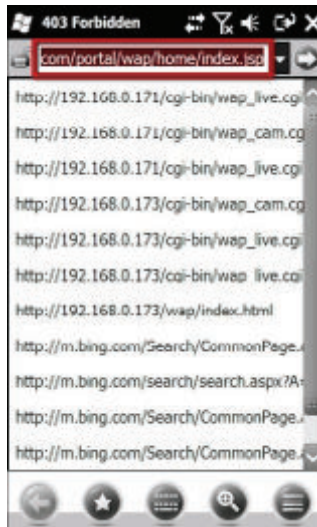 403 Forbidden
com/portal/wap/home/index.jsp
http://192.168.0.171/cgi-bin/wap_live.cgi
http://192.168.0.171/cgi-bin/wap_cam.cg
http://192.168.0.171/cgi-bin/wap_live.cgi
http://192.168.0.173/cgi-bin/wap_cam.cg
http://192.168.0.173/cgi-bin/wap_live.cgi
http://192.168.0.173/cgi-bin/wap_live.cgi
http://192.168.0.173/wap/index.html
http://m.bing.com/Search/CommonPage.a
http://m.bing.com/search/search.aspx?A=
http://m.bing.com/Search/CommonPage.a
http://m.bing.com/Search/CommonPage.